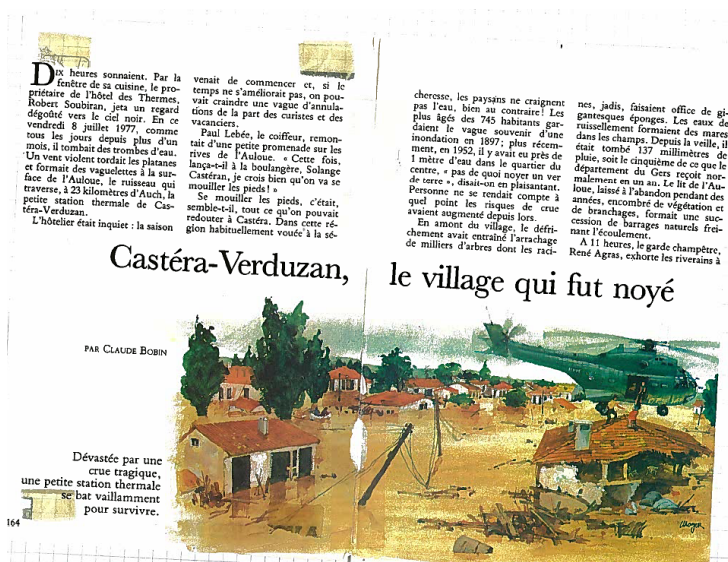 DIX heures sonnaient. Par la
fenêtre de sa cuisine, le pro-
priétaire de l'hôtel des Thermes,
Robert Soubiran, jeta un regard
dégoûté vers le ciel noir. En ce
vendredi 8 juillet 1977, comme
tous les jours depuis plus d'un
mois, il tombait des trombes d'eau.
Un vent violent tordait les platanes
et formait des vaguelettes à la sur-
face de l'Auloue, le ruisseau qui
traverse, à 23 kilomètres d'Auch, la
petite station thermale de Cas-
téra-Verduzan.
L'hôtelier était inquiet : la saison
venait de commencer et, si le
temps ne s'améliorait pas, on pou-
vait craindre une vague d'annula-
tions de la part des curistes et des
vacanciers.
Paul Lebée, le coiffeur, remon-
tait d'une petite promenade sur les
rives de l'Auloue. « Cette fois,
lança-t-il à la boulangère, Solange
Castéran, je crois bien qu'on va se
mouiller les pieds ! »
Se mouiller les pieds, c'était,
semble-t-il, tout ce qu'on pouvait
redouter à Castéra. Dans cette ré-
gion habituellement vouée à la sé-
cheresse, les paysans ne craignent
pas l'eau, bien au contraire ! Les
plus âgés des 745 habitants gar-
daient le vague souvenir d'une
inondation en 1897 ; plus récem-
ment, en 1952, il y avait eu près de
1 mètre d'eau dans le quartier du
centre, « pas de quoi noyer un ver
de terre », disait-on en plaisantant.
Personne ne se rendait compte à
quel point les risques de crue
avaient augmenté depuis lors.
En amont du village, le défri-
chement avait entraîné l'arrachage
de milliers d'arbres dont les raci-
nes, jadis, faisaient office de gi-
gantesques éponges. Les eaux de
ruissellement formaient des mares
dans les champs. Depuis la veille, il
était tombé 137 millimètres de
pluie, soit le cinquième de ce que le
département du Gers reçoit nor-
malement en un an. Le lit de l'Au-
loue, laissé à l'abandon pendant des
années, encombré de végétation et
de branchages, formait une suc-
cession de barrages naturels frei-
nant l'écoulement.
A 11 heures, le garde champêtre,
René Agras, exhorte les riverains à
Castéra-Verduzan, le village qui fut noyé
PAR CLAUDE BOBIN
Dévastée par une
crue tragique,
une petite station thermale
se bat vaillamment
pour survivre.
164